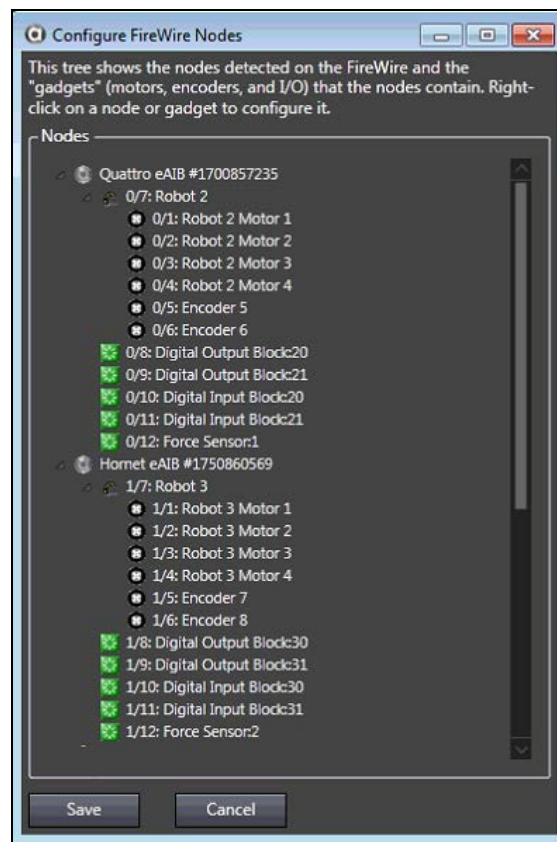 Configure FireWire Nodes
This tree shows the nodes detected on the FireWire and the
"gadgets" (motors, encoders, and I/O) that the nodes contain. Right-
click on a node or gadget to configure it.
Nodes
Quattro eAIB #1700857235
0/7: Robot 2
0/1: Robot 2 Motor 1
0/2: Robot 2 Motor 2
0/3: Robot 2 Motor 3
0/4: Robot 2 Motor 4
0/5: Encoder 5
0/6: Encoder 6
0/8: Digital Output Block:20
0/9: Digital Output Block:21
0/10: Digital Input Block:20
0/11: Digital Input Block:21
0/12: Force Sensor:1
Hornet eAIB #1750860569
1/7: Robot 3
1/1: Robot 3 Motor 1
1/2: Robot 3 Motor 2
1/3: Robot 3 Motor 3
1/4: Robot 3 Motor 4
1/5: Encoder 7
1/6: Encoder 8
1/8: Digital Output Block:30
1/9: Digital Output Block:31
1/10: Digital Input Block:30
1/11: Digital Input Block:31
1/12: Force Sensor:2
Save Cancel